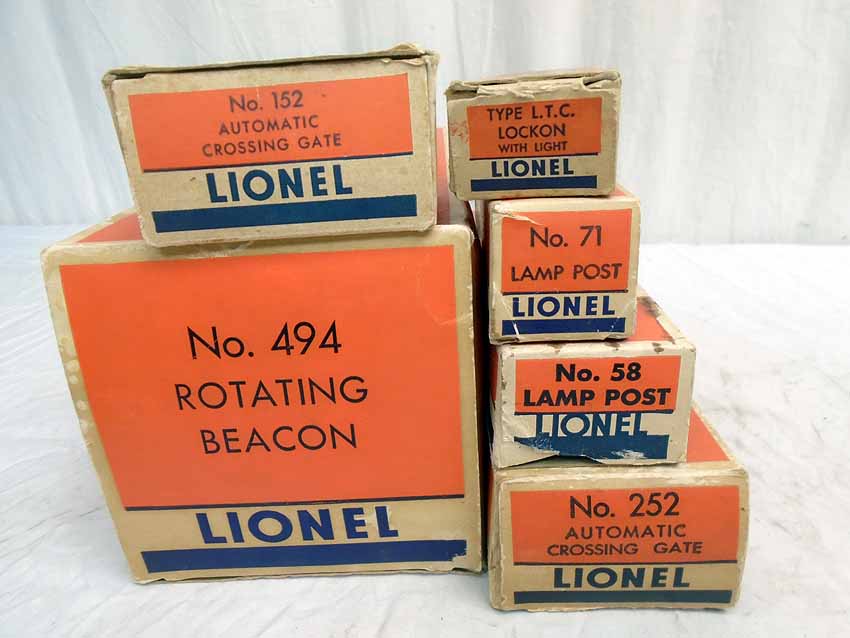 No. 152
AUTOMATIC
CROSSING GATE
LIONEL
No. 494
ROTATING
BEACON
LIONEL
TYPE L.T.C.
LOCKON
WITH LIGHT
LIONEL
No. 71
LAMP POST
LIONEL
No. 58
LAMP POST
LIONEL
No. 252
AUTOMATIC
CROSSING GATE
LIONEL